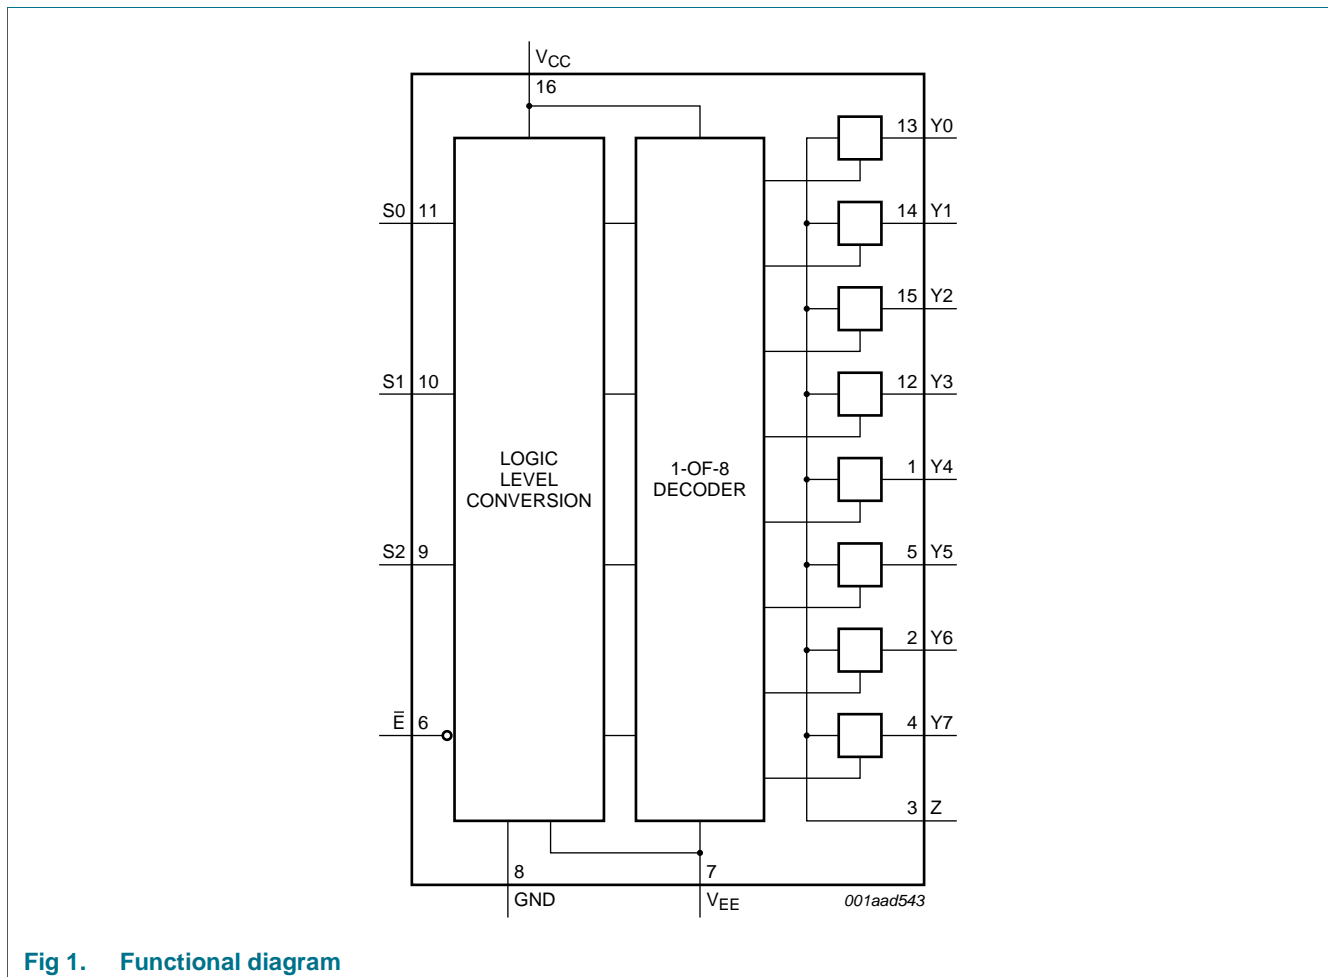 VCC
16
13 Y0
S0 11
14 Y1
15 Y2
S1 10
12 Y3
LOGIC
LEVEL
CONVERSION
1-OF-8
DECODER
1 Y4
S2 9
5 Y5
2 Y6
E̅ 6
4 Y7
3 Z
8
GND
7
VEE
001aad543
Fig 1. Functional diagram